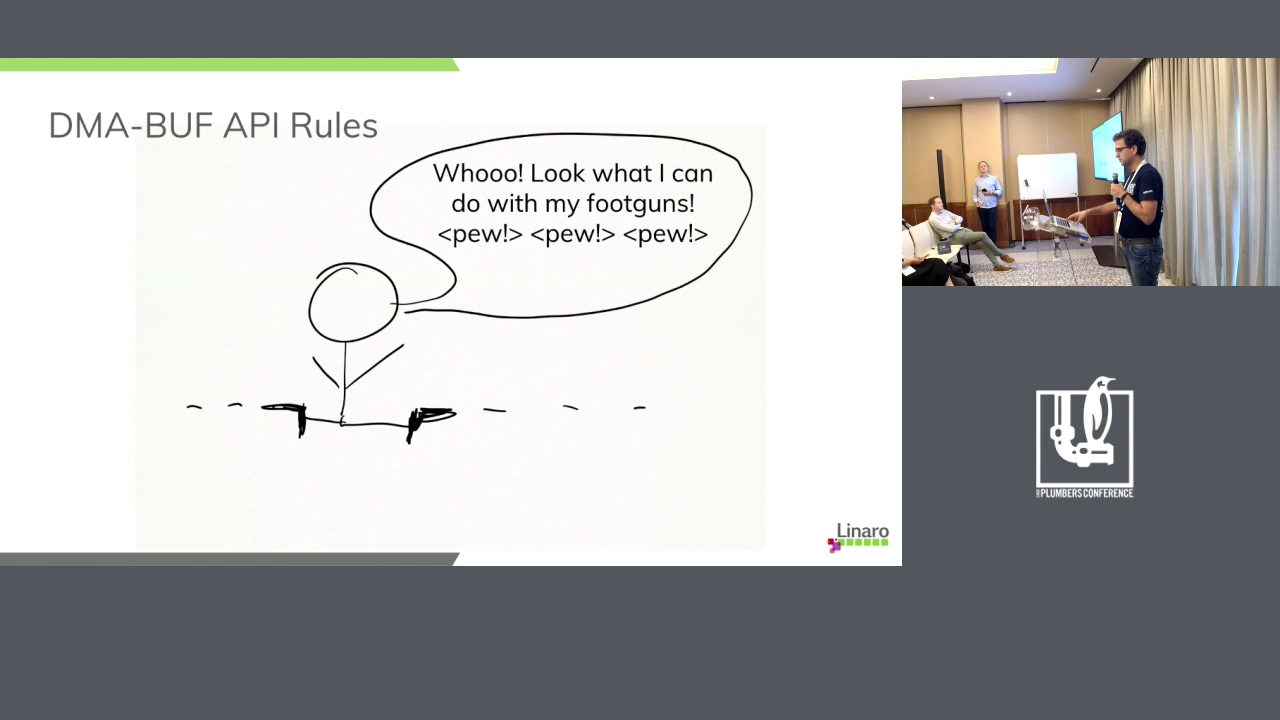 DMA-BUF API Rules
Whooo! Look what I can
do with my footguns!
<pew!> <pew!> <pew!>
Linaro
PLUMBERS CONFERENCE